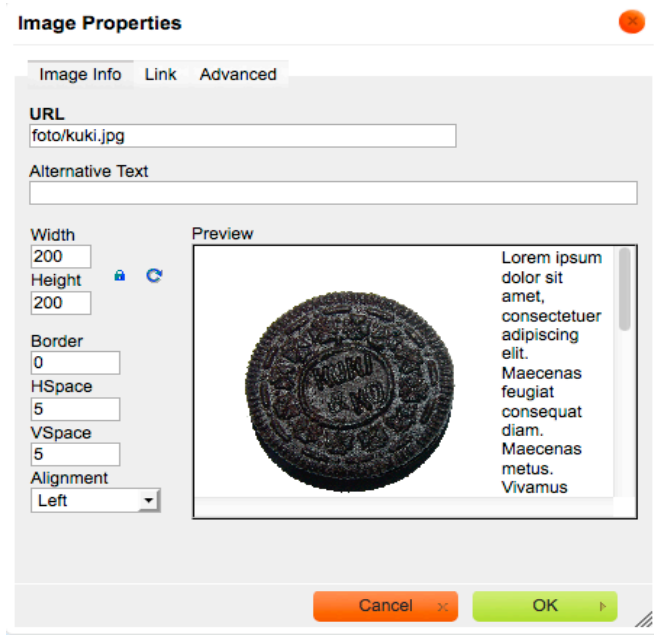 Image Properties
Image Info Link Advanced
URL
foto/kuki.jpg
Alternative Text
Width
200
Height
200
Border
0
HSpace
5
VSpace
5
Alignment
Left
Preview
KUKU
& KO
Lorem ipsum
dolor sit
amet,
consectetuer
adipiscing
elit.
Maecenas
feugiat
consequat
diam.
Maecenas
metus.
Vivamus
Cancel
OK